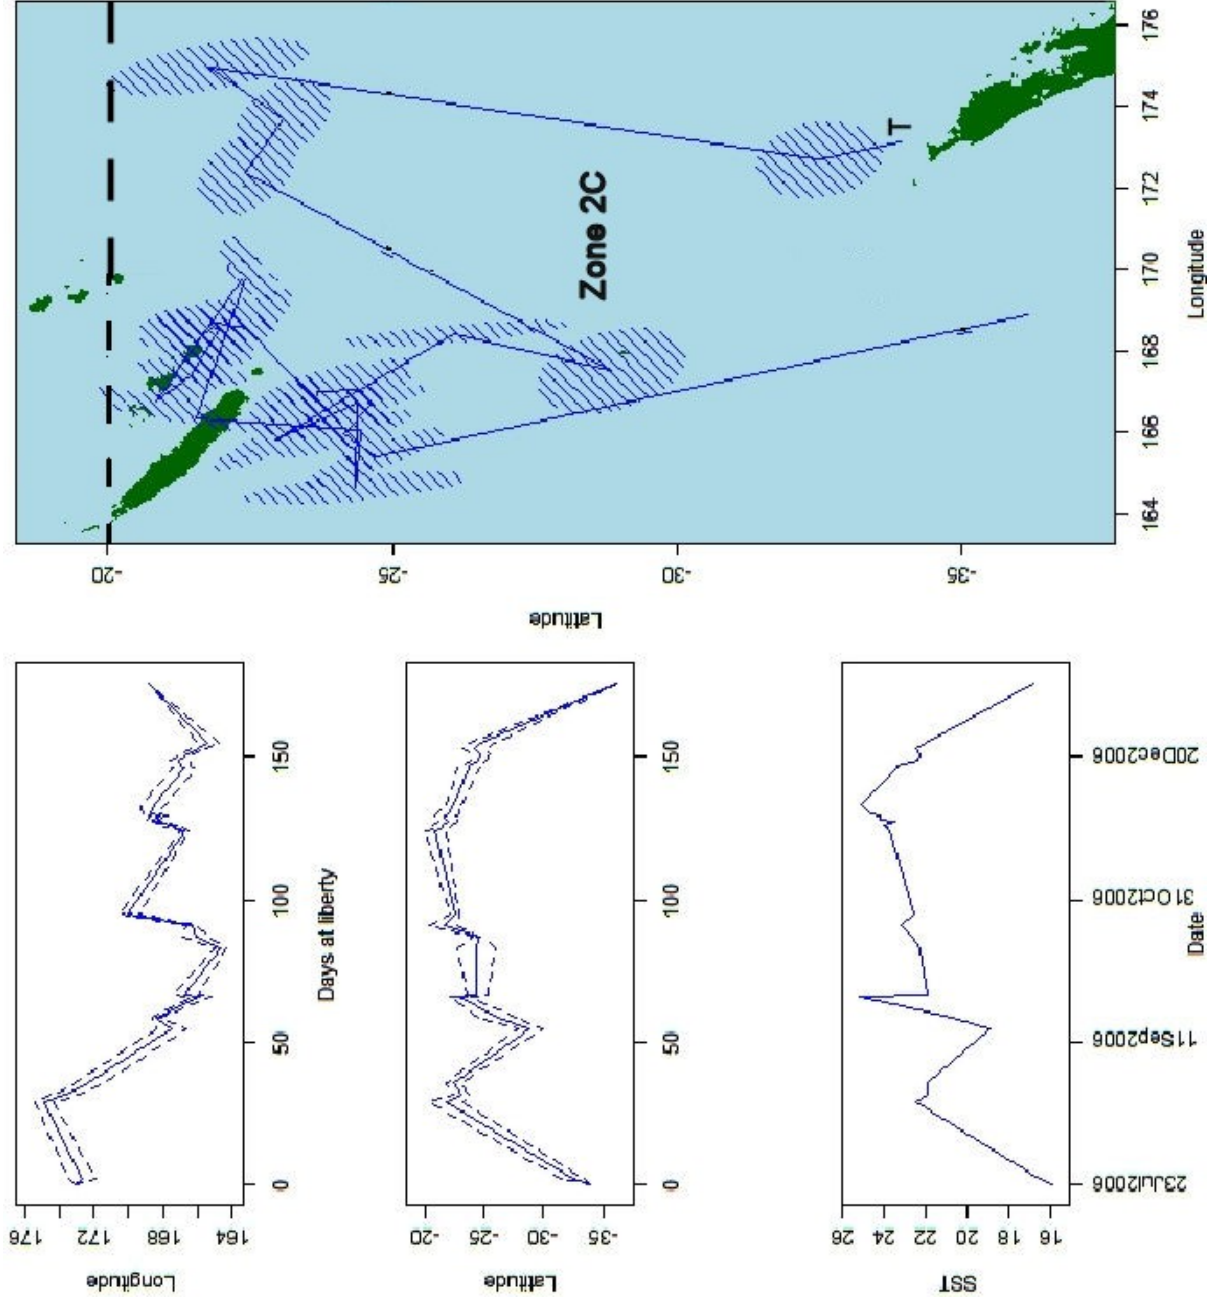 176
172
168
164
Longitude
0
50
100
150
Days at liberty
-20
-25
-30
-35
Latitude
0
50
100
150
26
24
22
20
18
16
SST
23Jul2006
11Sep2006
31Oct2006
20Dec2006
Date
-20
-25
-30
-35
Latitude
164
166
168
170
172
174
176
Longitude
Zone 2C
T